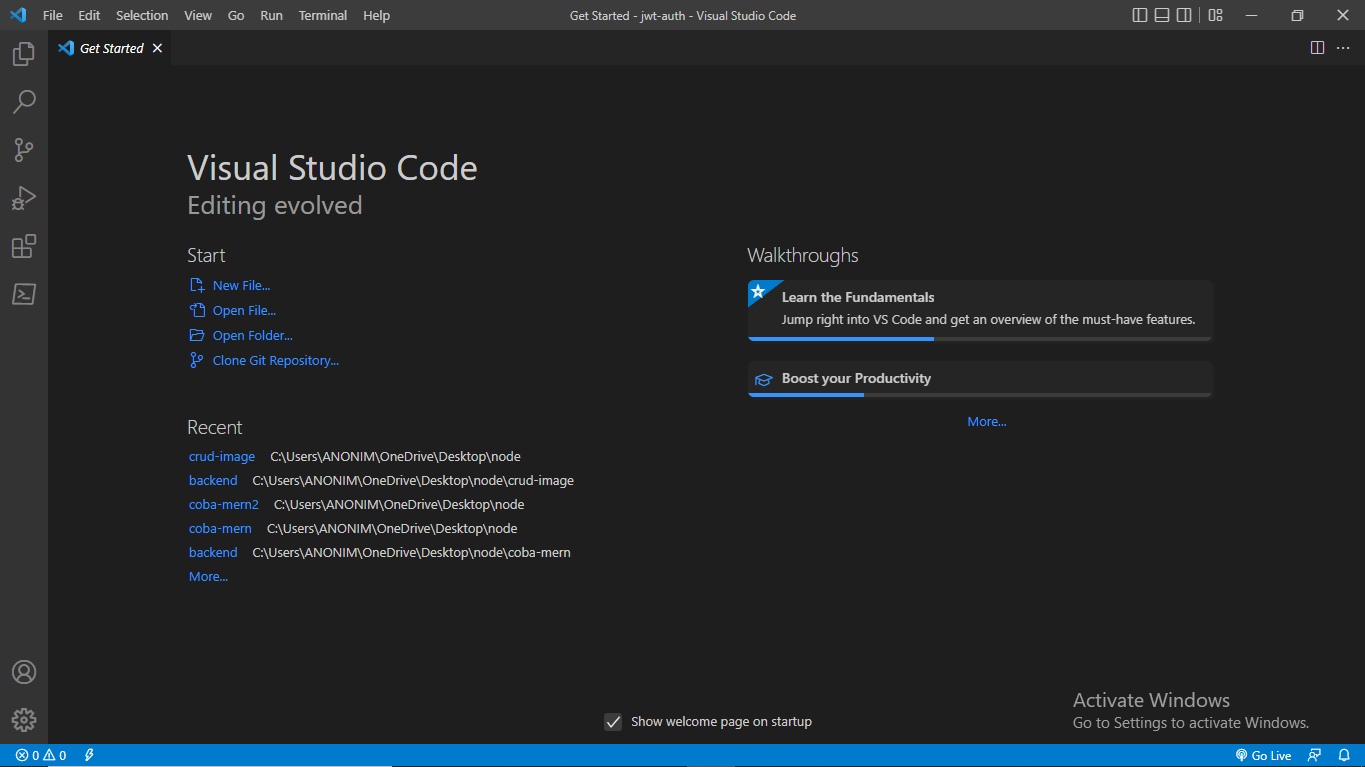 File Edit Selection View Go Run Terminal Help Get Started - jwt-auth - Visual Studio Code
Get Started
Visual Studio Code
Editing evolved
Start
New File...
Open File...
Open Folder...
Clone Git Repository...
Recent
crud-image C:\Users\ANONIM\OneDrive\Desktop\node
backend C:\Users\ANONIM\OneDrive\Desktop\node\crud-image
coba-mern2 C:\Users\ANONIM\OneDrive\Desktop\node
coba-mern C:\Users\ANONIM\OneDrive\Desktop\node
backend C:\Users\ANONIM\OneDrive\Desktop\node\coba-mern
More...
Walkthroughs
Learn the Fundamentals
Jump right into VS Code and get an overview of the must-have features.
Boost your Productivity
More...
Show welcome page on startup
Activate Windows
Go to Settings to activate Windows.
0 0 Go Live